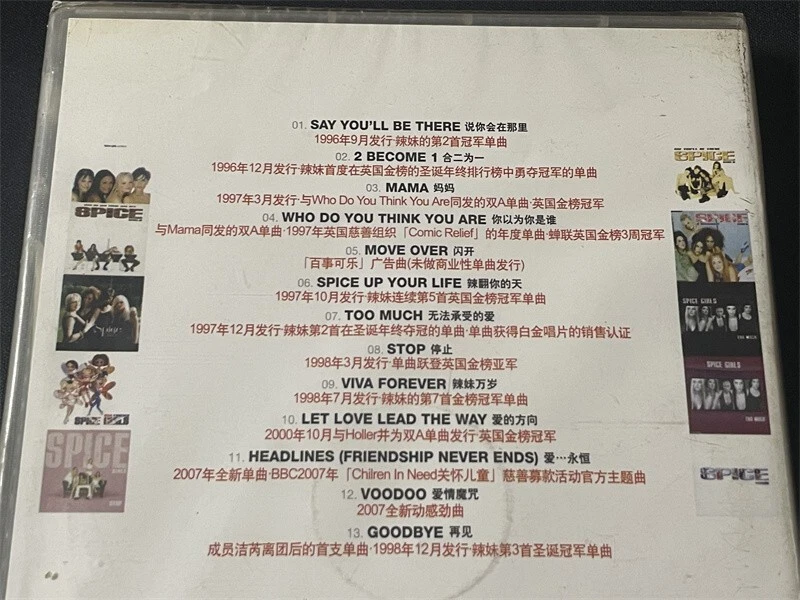 01. SAY YOU'LL BE THERE 说你会在那里
1996年9月发行·辣妹的第2首冠军单曲
02. 2 BECOME 1 合二为一
1996年12月发行·辣妹首度在英国金榜的圣诞年终排行榜中勇夺冠军的单曲
03. MAMA 妈妈
1997年3月发行·与Who Do You Think You Are同发的双A单曲·英国金榜冠军
04. WHO DO YOU THINK YOU ARE 你以为你是谁
与Mama同发的双A单曲·1997年英国慈善组织「Comic Relief」的年度单曲·蝉联英国金榜3周冠军
05. MOVE OVER 闪开
「百事可乐」广告曲(未做商业性单曲发行)
06. SPICE UP YOUR LIFE 辣翻你的天
1997年10月发行·辣妹连续第5首英国金榜冠军单曲
07. TOO MUCH 无法承受的爱
1997年12月发行·辣妹第2首在圣诞年终夺冠的单曲·单曲获得白金唱片的销售认证
08. STOP 停止
1998年3月发行·单曲跃登英国金榜亚军
09. VIVA FOREVER 辣妹万岁
1998年7月发行·辣妹的第7首金榜冠军单曲
10. LET LOVE LEAD THE WAY 爱的方向
2000年10月与Holler并为双A单曲发行·英国金榜冠军
11. HEADLINES (FRIENDSHIP NEVER ENDS) 爱…永恒
2007年全新单曲·BBC2007年「Chilren In Need关怀儿童」慈善募款活动官方主题曲
12. VOODOO 爱情魔咒
2007全新动感劲曲
13. GOODBYE 再见
成员洁芮离团后的首支单曲·1998年12月发行·辣妹第3首圣诞冠军单曲
SPICE
SPICE
SPICE
STOP
SPICE
SPICE GIRLS
TOO MUCH
SPICE GIRLS
TOO MUCH
SPICE